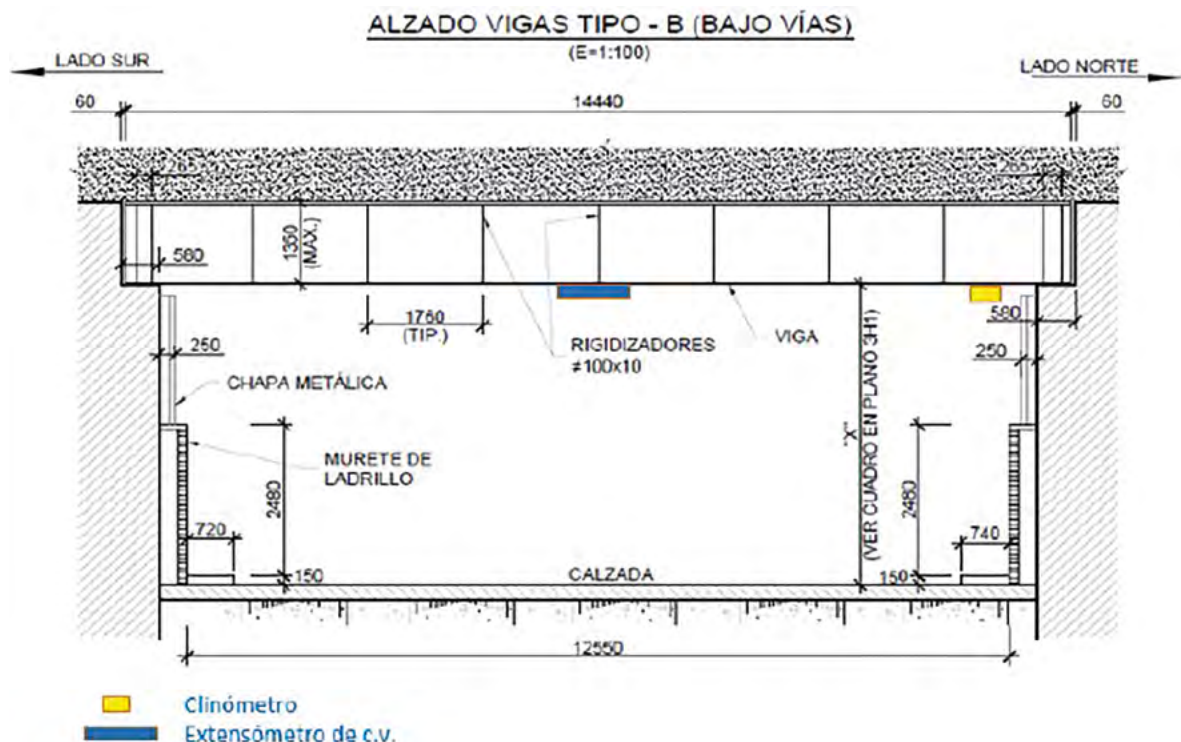 ALZADO VIGAS TIPO - B (BAJO VÍAS)
(E=1:100)
LADO SUR
LADO NORTE
60
14440
60
1350
(MAX.)
580
1760
(TIP.)
RIGIDIZADORES
≠100x10
VIGA
580
250
250
CHAPA METÁLICA
"X"
(VER CUADRO EN PLANO 3H1)
MURETE DE
LADRILLO
2480
2480
720
740
150
CALZADA
150
12550
Clinómetro
Extensómetro de c.v.